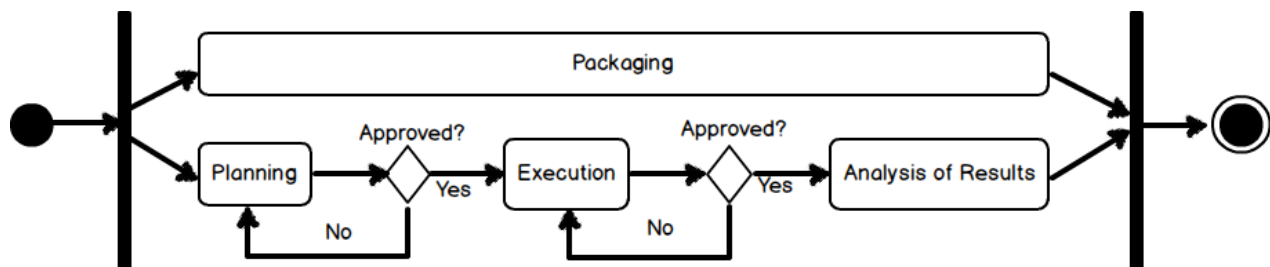 Packaging
Approved?
Approved?
Planning
Yes
Execution
Yes
Analysis of Results
No
No